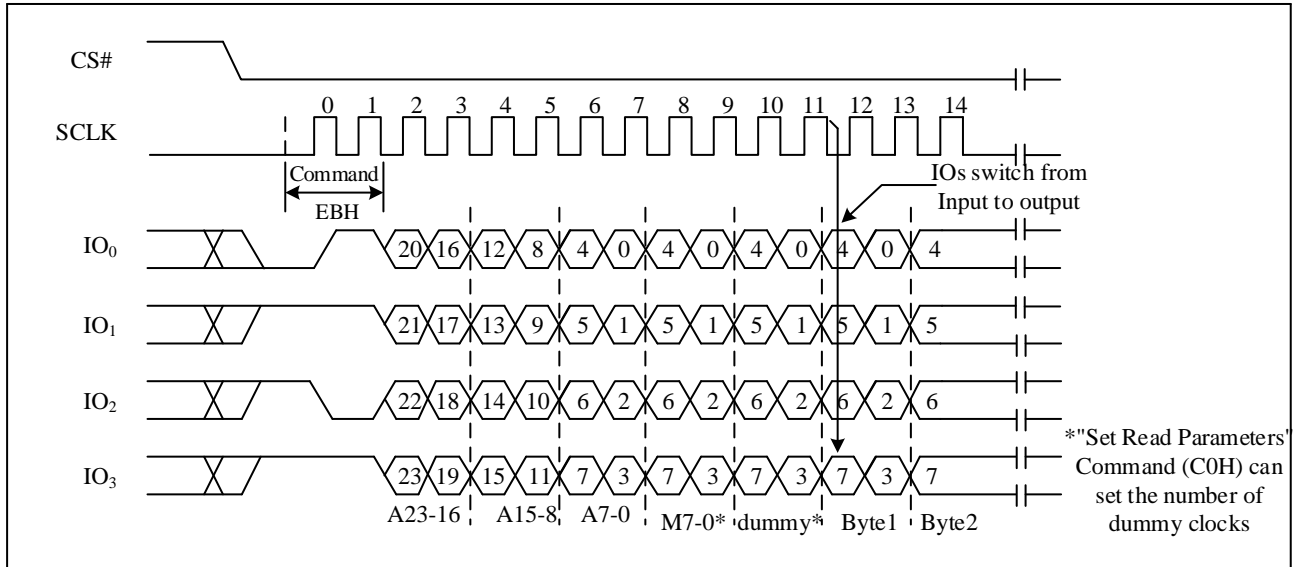 CS#
0 1 2 3 4 5 6 7 8 9 10 11 12 13 14
SCLK
Command
IOs switch from
EBH
Input to output
IO0 20 16 12 8 4 0 4 0 4 0 4 0 4
IO1 21 17 13 9 5 1 5 1 5 1 5 1 5
IO2 22 18 14 10 6 2 6 2 6 2 6 2 6
*"Set Read Parameters"
Command (C0H) can
set the number of
dummy clocks
IO3 23 19 15 11 7 3 7 3 7 3 7 3 7
A23-16 A15-8 A7-0 M7-0* dummy* Byte1 Byte2